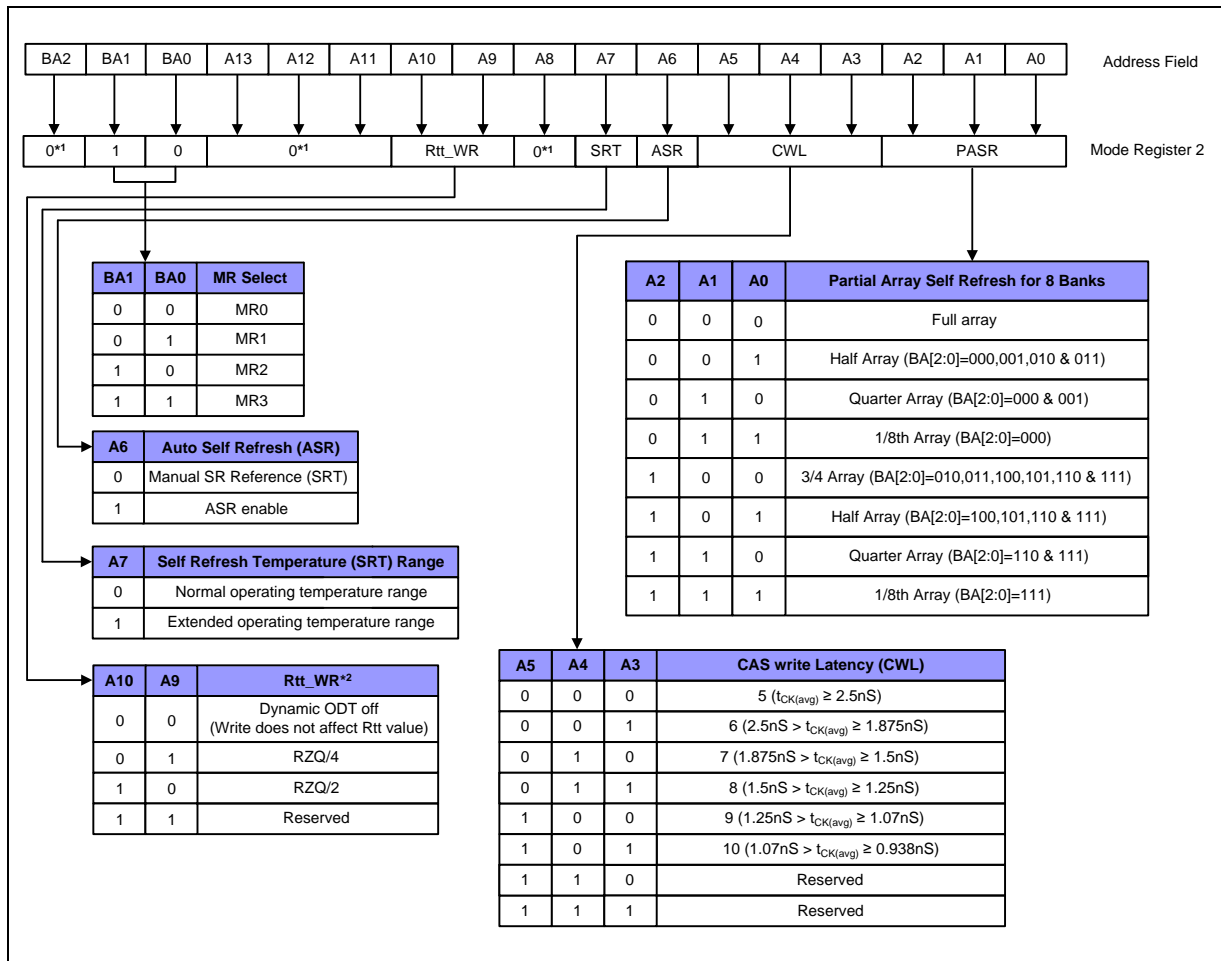 BA2 BA1 BA0 A13 A12 A11 A10 A9 A8 A7 A6 A5 A4 A3 A2 A1 A0 Address Field
0*1 1 0 0*1 Rtt_WR 0*1 SRT ASR CWL PASR Mode Register 2
BA1 BA0 MR Select
0 0 MR0
0 1 MR1
1 0 MR2
1 1 MR3
A6 Auto Self Refresh (ASR)
0 Manual SR Reference (SRT)
1 ASR enable
A7 Self Refresh Temperature (SRT) Range
0 Normal operating temperature range
1 Extended operating temperature range
A10 A9 Rtt_WR*2
0 0 Dynamic ODT off
(Write does not affect Rtt value)
0 1 RZQ/4
1 0 RZQ/2
1 1 Reserved
A2 A1 A0 Partial Array Self Refresh for 8 Banks
0 0 0 Full array
0 0 1 Half Array (BA[2:0]=000,001,010 & 011)
0 1 0 Quarter Array (BA[2:0]=000 & 001)
0 1 1 1/8th Array (BA[2:0]=000)
1 0 0 3/4 Array (BA[2:0]=010,011,100,101,110 & 111)
1 0 1 Half Array (BA[2:0]=100,101,110 & 111)
1 1 0 Quarter Array (BA[2:0]=110 & 111)
1 1 1 1/8th Array (BA[2:0]=111)
A5 A4 A3 CAS write Latency (CWL)
0 0 0 5 (tCK(avg) ≥ 2.5nS)
0 0 1 6 (2.5nS > tCK(avg) ≥ 1.875nS)
0 1 0 7 (1.875nS > tCK(avg) ≥ 1.5nS)
0 1 1 8 (1.5nS > tCK(avg) ≥ 1.25nS)
1 0 0 9 (1.25nS > tCK(avg) ≥ 1.07nS)
1 0 1 10 (1.07nS > tCK(avg) ≥ 0.938nS)
1 1 0 Reserved
1 1 1 Reserved